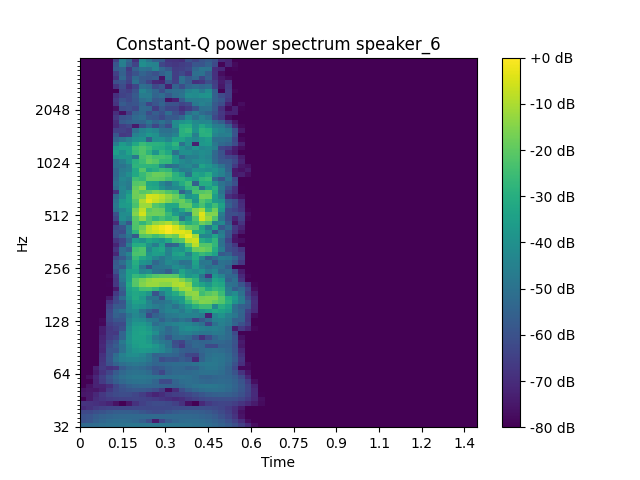 Constant-Q power spectrum speaker_6
Hz
2048
1024
512
256
128
64
32
0 0.15 0.3 0.45 0.6 0.75 0.9 1.1 1.2 1.4
Time
+0 dB
-10 dB
-20 dB
-30 dB
-40 dB
-50 dB
-60 dB
-70 dB
-80 dB